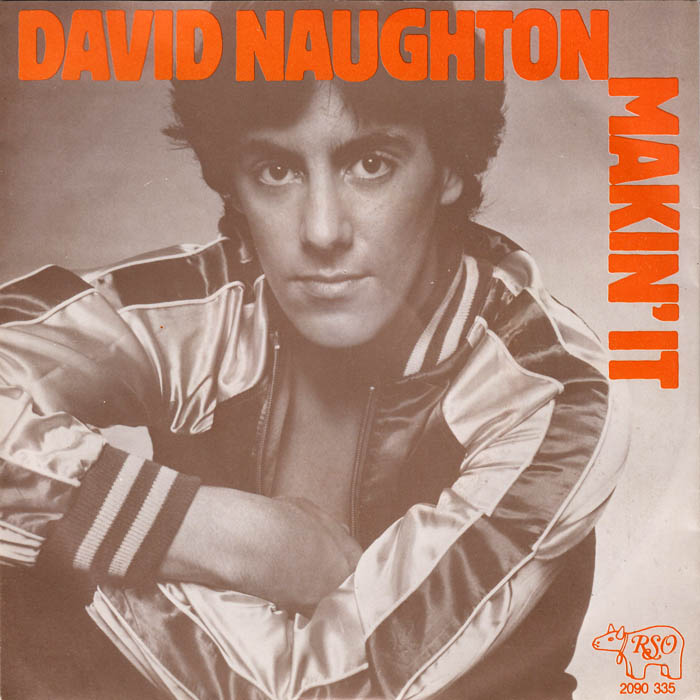 DAVID NAUGHTON
MAKIN' IT
RSO
2090 335